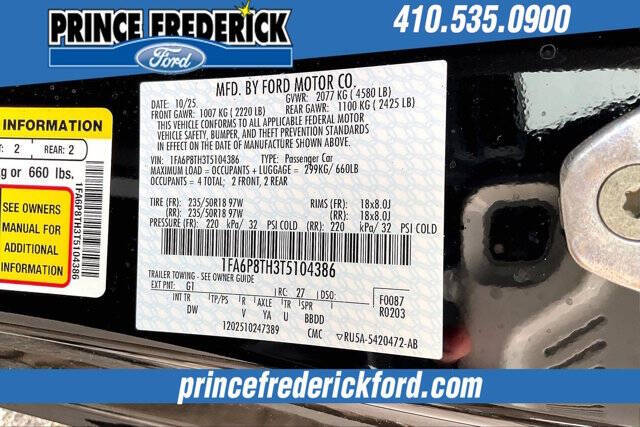 PRINCE FREDERICK
Ford
410.535.0900
MFD. BY FORD MOTOR CO.
DATE: 10/25 GVWR: 2077 KG ( 4580 LB)
FRONT GAWR: 1007 KG ( 2220 LB) REAR GAWR: 1100 KG ( 2425 LB)
THIS VEHICLE CONFORMS TO ALL APPLICABLE FEDERAL MOTOR
VEHICLE SAFETY, BUMPER, AND THEFT PREVENTION STANDARDS
IN EFFECT ON THE DATE OF MANUFACTURE SHOWN ABOVE.
VIN: 1FA6P8TH3T5104386 TYPE: Passenger Car
MAXIMUM LOAD = OCCUPANTS + LUGGAGE = 299KG/ 660LB
OCCUPANTS = 4 TOTAL; 2 FRONT, 2 REAR
TIRE (FR): 235/50R18 97W RIMS (FR): 18x8.0J
(RR): 235/50R18 97W (RR): 18x8.0J
PRESSURE (FR): 220 kPA/ 32 PSI COLD (RR): 220 kPA/ 32 PSI COLD
1FA6P8TH3T5104386
TRAILER TOWING - SEE OWNER GUIDE
EXT PNT: G1 RC: 27 DSO: F0087
INT TR TP/PS R AXLE TR SPR R0203
DW V YA U BBDD
1202510247389 CMC ▽RU5A-5420472-AB
INFORMATION
2 REAR: 2
kg or 660 lbs.
SEE OWNERS
MANUAL FOR
ADDITIONAL
INFORMATION
1FA6P8TH3T5104386
princefrederickford.com